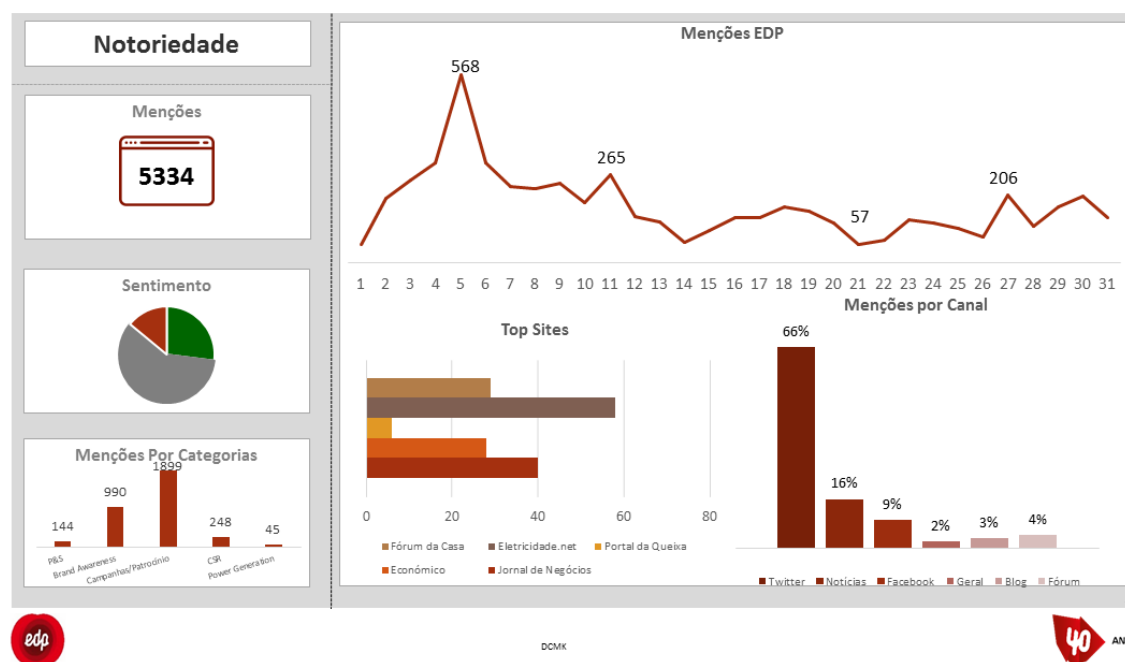 Notoriedade
Menções
5334
Sentimento
Menções Por Categorias
1899
990
144
248
45
P&S
Brand Awareness
Campanhas/Patrocínio
CSR
Power Generation
Menções EDP
568
265
206
57
1 2 3 4 5 6 7 8 9 10 11 12 13 14 15 16 17 18 19 20 21 22 23 24 25 26 27 28 29 30 31
Top Sites
0 20 40 60 80
Fórum da Casa Eletricidade.net Portal da Queixa
Económico Jornal de Negócios
Menções por Canal
66%
16%
9%
2%
3%
4%
Twitter Notícias Facebook Geral Blog Fórum
edp
DCMK
40
AN